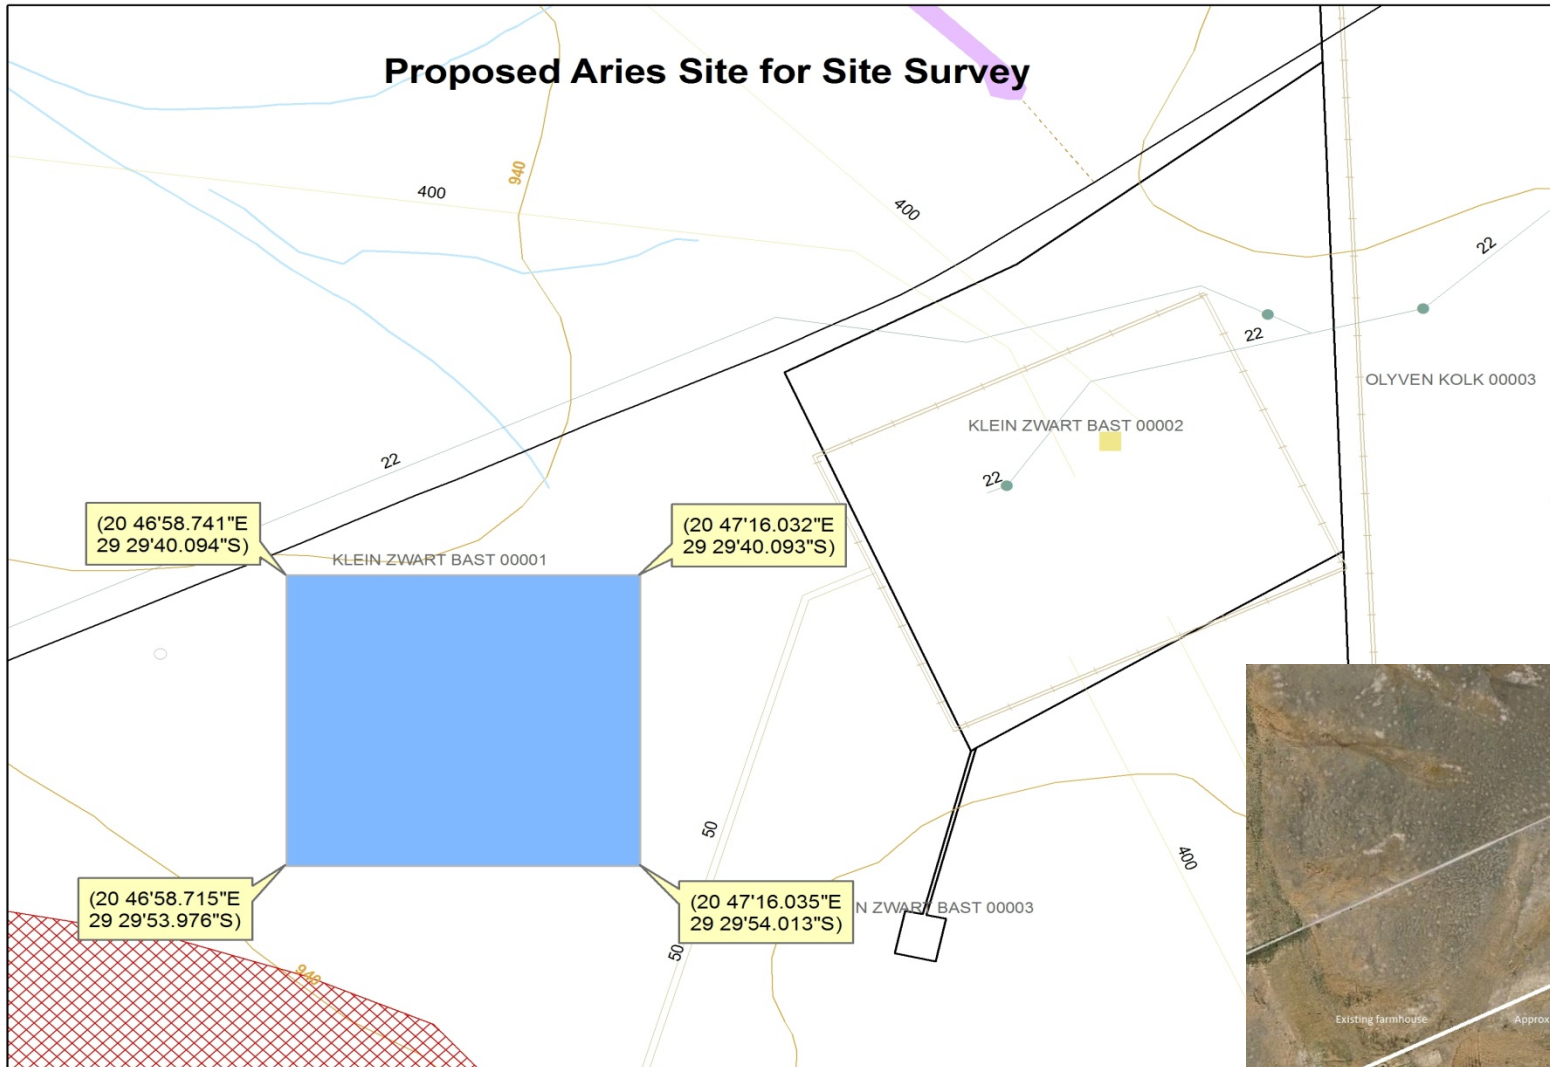 Proposed Aries Site for Site Survey
940
400
400
22
22
OLYVEN KOLK 00003
KLEIN ZWART BAST 00002
22
22
(20 46'58.741"E
29 29'40.094"S)
(20 47'16.032"E
29 29'40.093"S)
KLEIN ZWART BAST 00001
50
400
(20 46'58.715"E
29 29'53.976"S)
(20 47'16.035"E
29 29'54.013"S)
N ZWART BAST 00003
50
940
Existing farmhouse
Approx